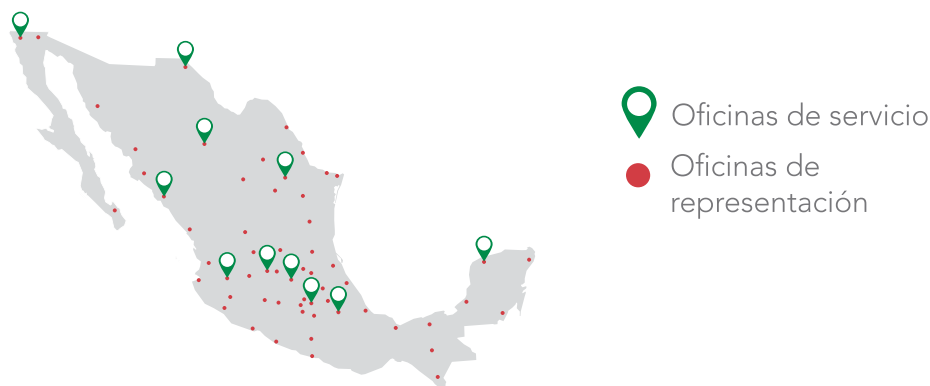 Oficinas de servicio
Oficinas de
representación